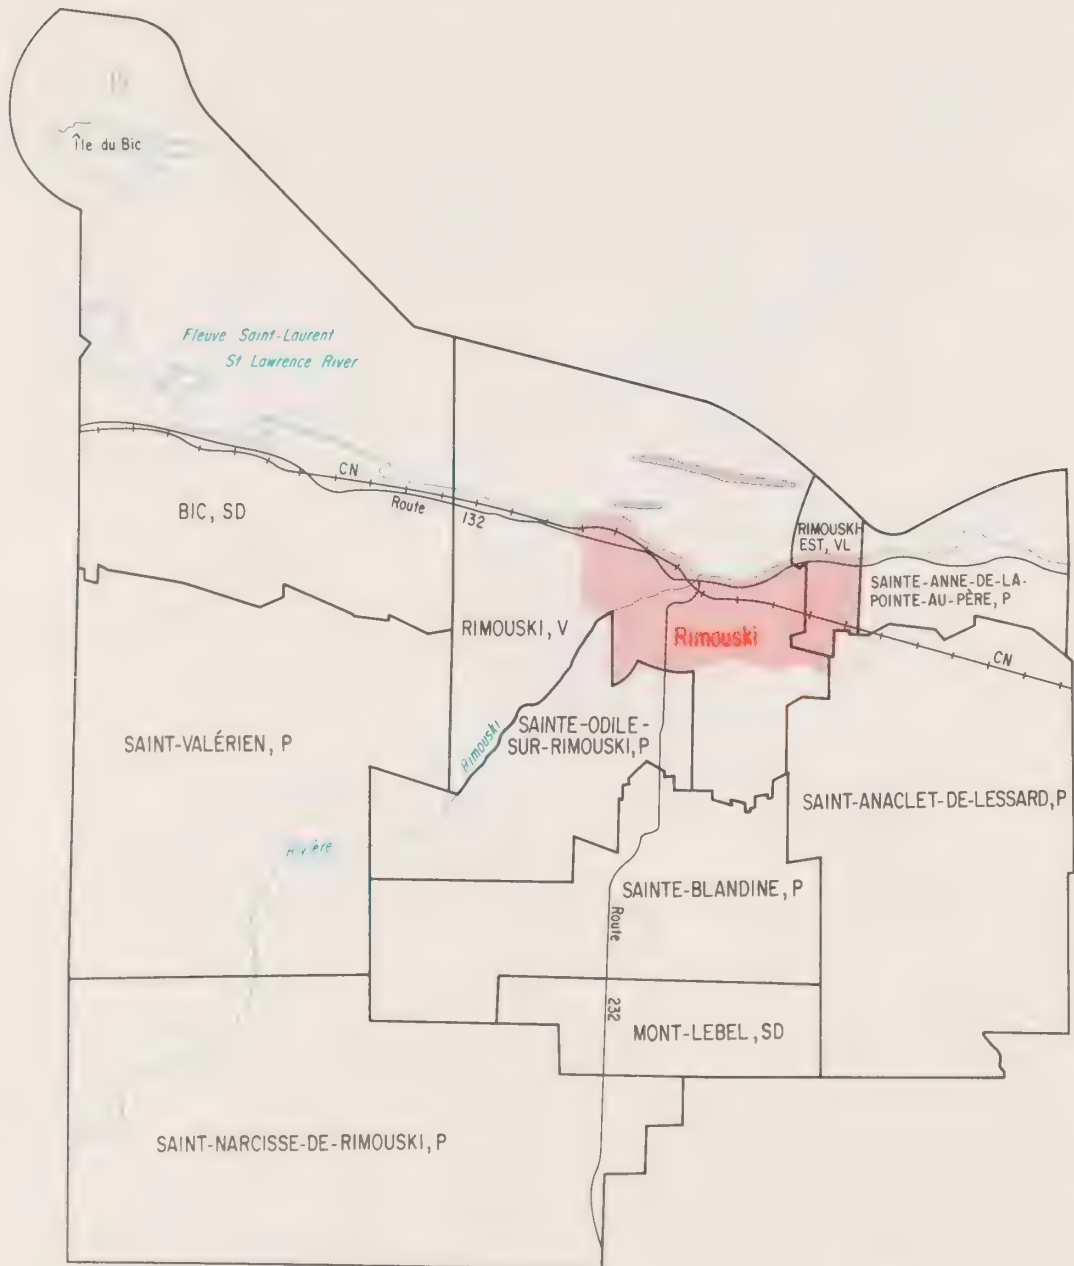 Île du Bic
Fleuve Saint-Laurent
St Lawrence River
CN
Route
132
BIC, SD
RIMOUSKI
EST, VL
SAINTE-ANNE-DE-LA-
POINTE-AU-PÈRE, P
RIMOUSKI, V
Rimouski
CN
SAINT-VALÉRIEN, P
Rimouski
SAINTE-ODILE-
SUR-RIMOUSKI, P
SAINT-ANACLET-DE-LESSARD, P
Rivière
SAINTE-BLANDINE, P
Route
232
MONT-LEBEL, SD
SAINT-NARCISSE-DE-RIMOUSKI, P